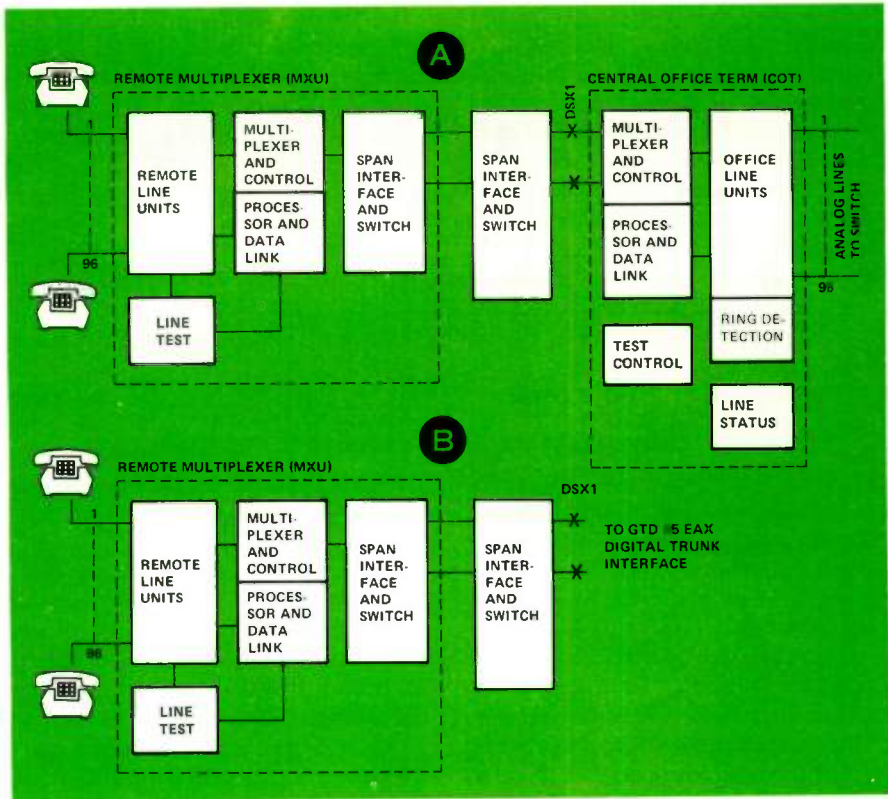 A
REMOTE MULTIPLEXER (MXU)
CENTRAL OFFICE TERM (COT)
DSX1
1
96
REMOTE
LINE
UNITS
MULTI-
PLEXER
AND
CONTROL
PROCES-
SOR AND
DATA
LINK
SPAN
INTER-
FACE
AND
SWITCH
LINE
TEST
SPAN
INTER-
FACE
AND
SWITCH
MULTI-
PLEXER
AND
CONTROL
PROCES-
SOR AND
DATA
LINK
TEST
CONTROL
OFFICE
LINE
UNITS
RING DE-
TECTION
LINE
STATUS
1
ANALOG LINES
TO SWITCH
96
B
REMOTE MULTIPLEXER (MXU)
1
96
REMOTE
LINE
UNITS
MULTI-
PLEXER
AND
CONTROL
PROCES-
SOR AND
DATA
LINK
SPAN
INTER-
FACE
AND
SWITCH
LINE
TEST
SPAN
INTER-
FACE
AND
SWITCH
DSX1
TO GTD 5 EAX
DIGITAL TRUNK
INTERFACE